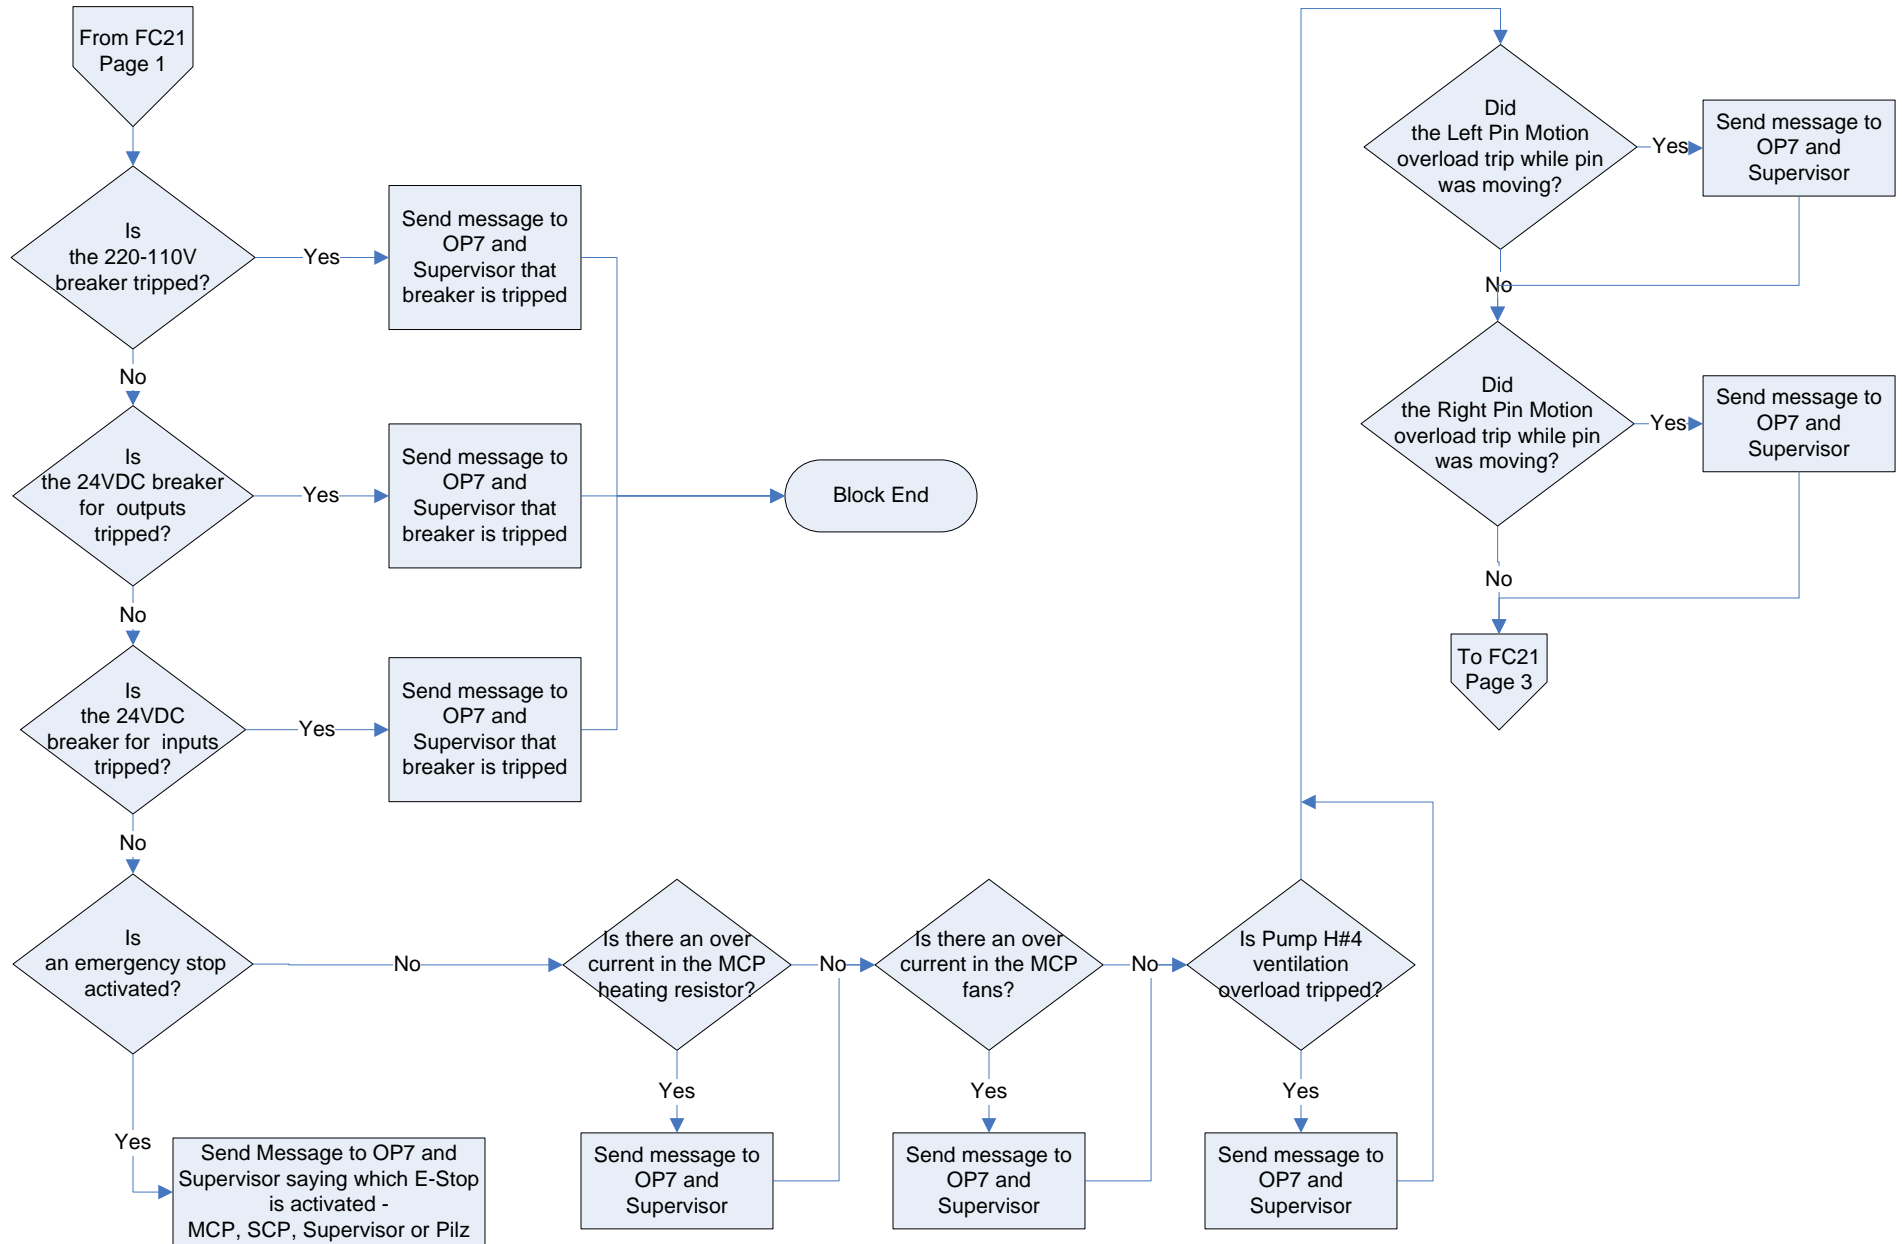 From FC21
Page 1
Is
the 220-110V
breaker tripped?
Yes
Send message to
OP7 and
Supervisor that
breaker is tripped
No
Is
the 24VDC breaker
for outputs
tripped?
Yes
Send message to
OP7 and
Supervisor that
breaker is tripped
Block End
No
Is
the 24VDC
breaker for inputs
tripped?
Yes
Send message to
OP7 and
Supervisor that
breaker is tripped
No
Is
an emergency stop
activated?
Yes
Send Message to OP7 and
Supervisor saying which E-Stop
is activated -
MCP, SCP, Supervisor or Pilz
No
Is there an over
current in the MCP
heating resistor?
Yes
Send message to
OP7 and
Supervisor
No
Is there an over
current in the MCP
fans?
Yes
Send message to
OP7 and
Supervisor
No
Is Pump H#4
ventilation
overload tripped?
Yes
Send message to
OP7 and
Supervisor
Did
the Left Pin Motion
overload trip while pin
was moving?
Yes
Send message to
OP7 and
Supervisor
No
Did
the Right Pin Motion
overload trip while pin
was moving?
Yes
Send message to
OP7 and
Supervisor
No
To FC21
Page 3